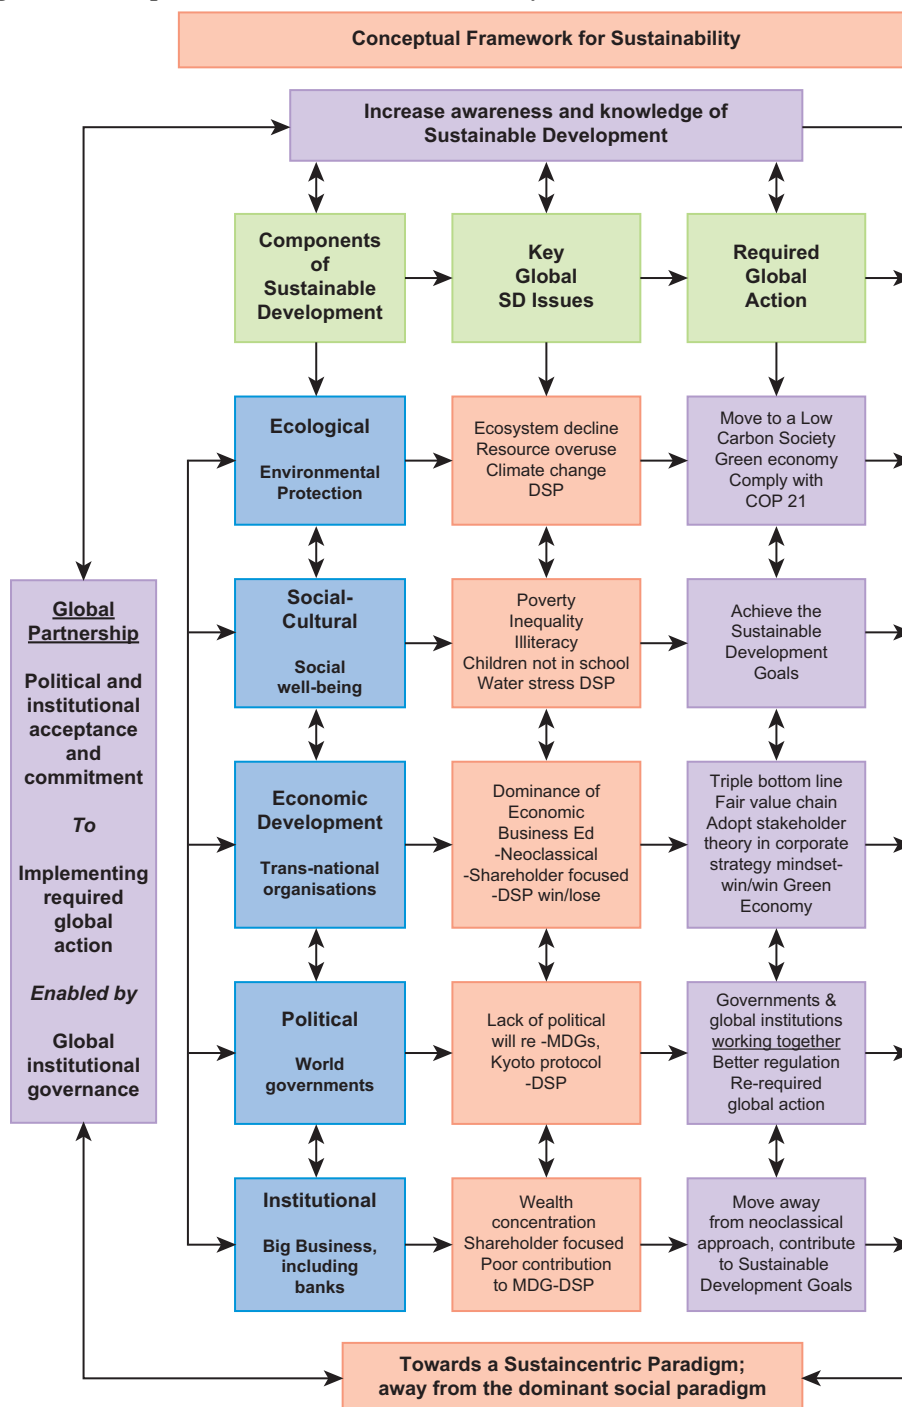 Conceptual Framework for Sustainability
Increase awareness and knowledge of
Sustainable Development
Components
of
Sustainable
Development
Key
Global
SD Issues
Required
Global
Action
Ecological
Environmental
Protection
Ecosystem decline
Resource overuse
Climate change
DSP
Move to a Low
Carbon Society
Green economy
Comply with
COP 21
Global
Partnership
Political and
institutional
acceptance
and
commitment
To
Implementing
required
global
action
Enabled by
Global
institutional
governance
Social-
Cultural
Social
well-being
Poverty
Inequality
Illiteracy
Children not in school
Water stress DSP
Achieve the
Sustainable
Development
Goals
Economic
Development
Trans-national
organisations
Dominance of
Economic
Business Ed
-Neoclassical
-Shareholder focused
-DSP win/lose
Triple bottom line
Fair value chain
Adopt stakeholder
theory in corporate
strategy mindset-
win/win Green
Economy
Political
World
governments
Lack of political
will re -MDGs,
Kyoto protocol
-DSP
Governments &
global institutions
working together
Better regulation
Re-required
global action
Institutional
Big Business,
including
banks
Wealth
concentration
Shareholder focused
Poor contribution
to MDG-DSP
Move away
from neoclassical
approach, contribute
to Sustainable
Development Goals
Towards a Sustaincentric Paradigm;
away from the dominant social paradigm